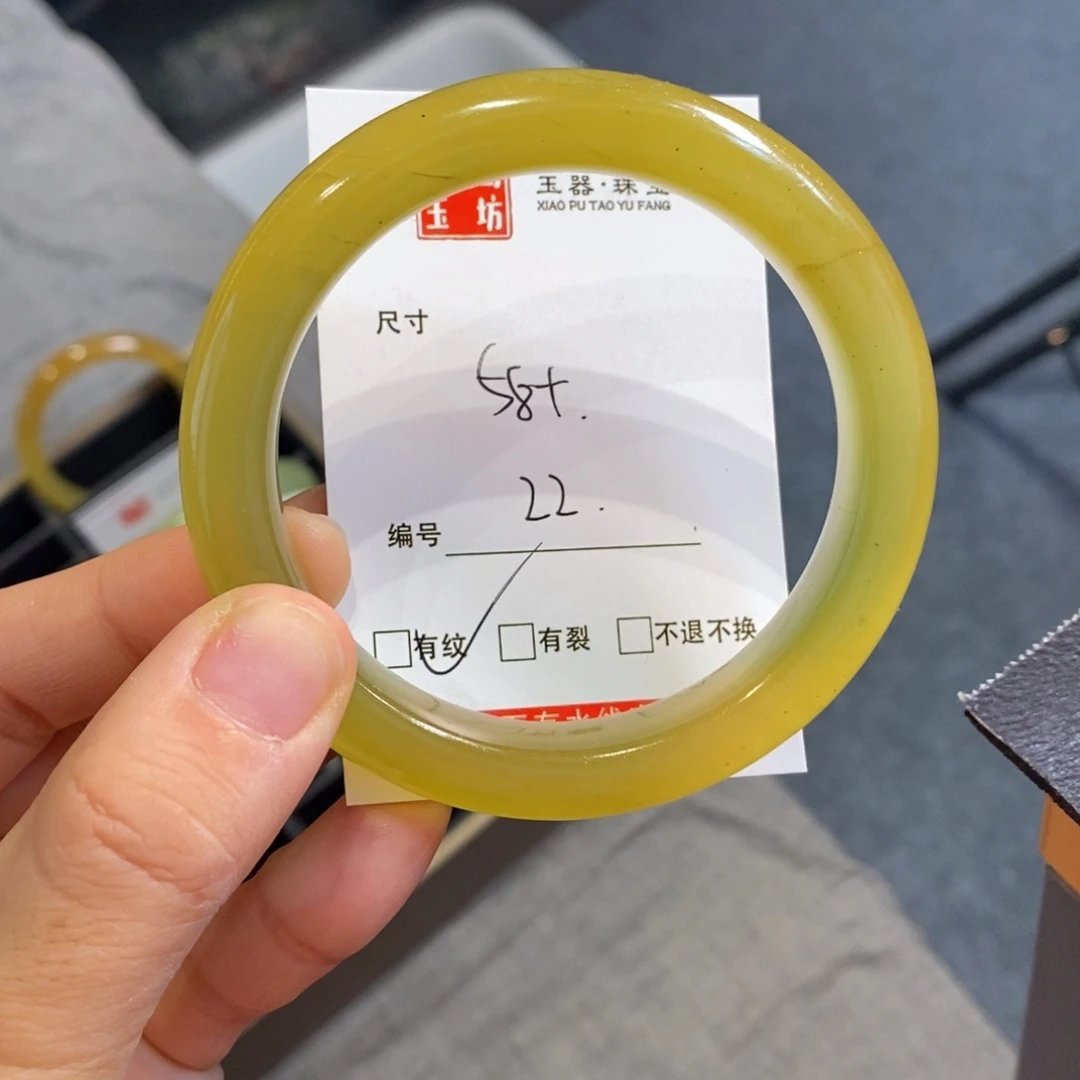 玉坊
玉器·珠宝
XIAO PU TAO YU FANG
尺寸
58+.
编号 22.
□有纹 □有裂 □不退不换